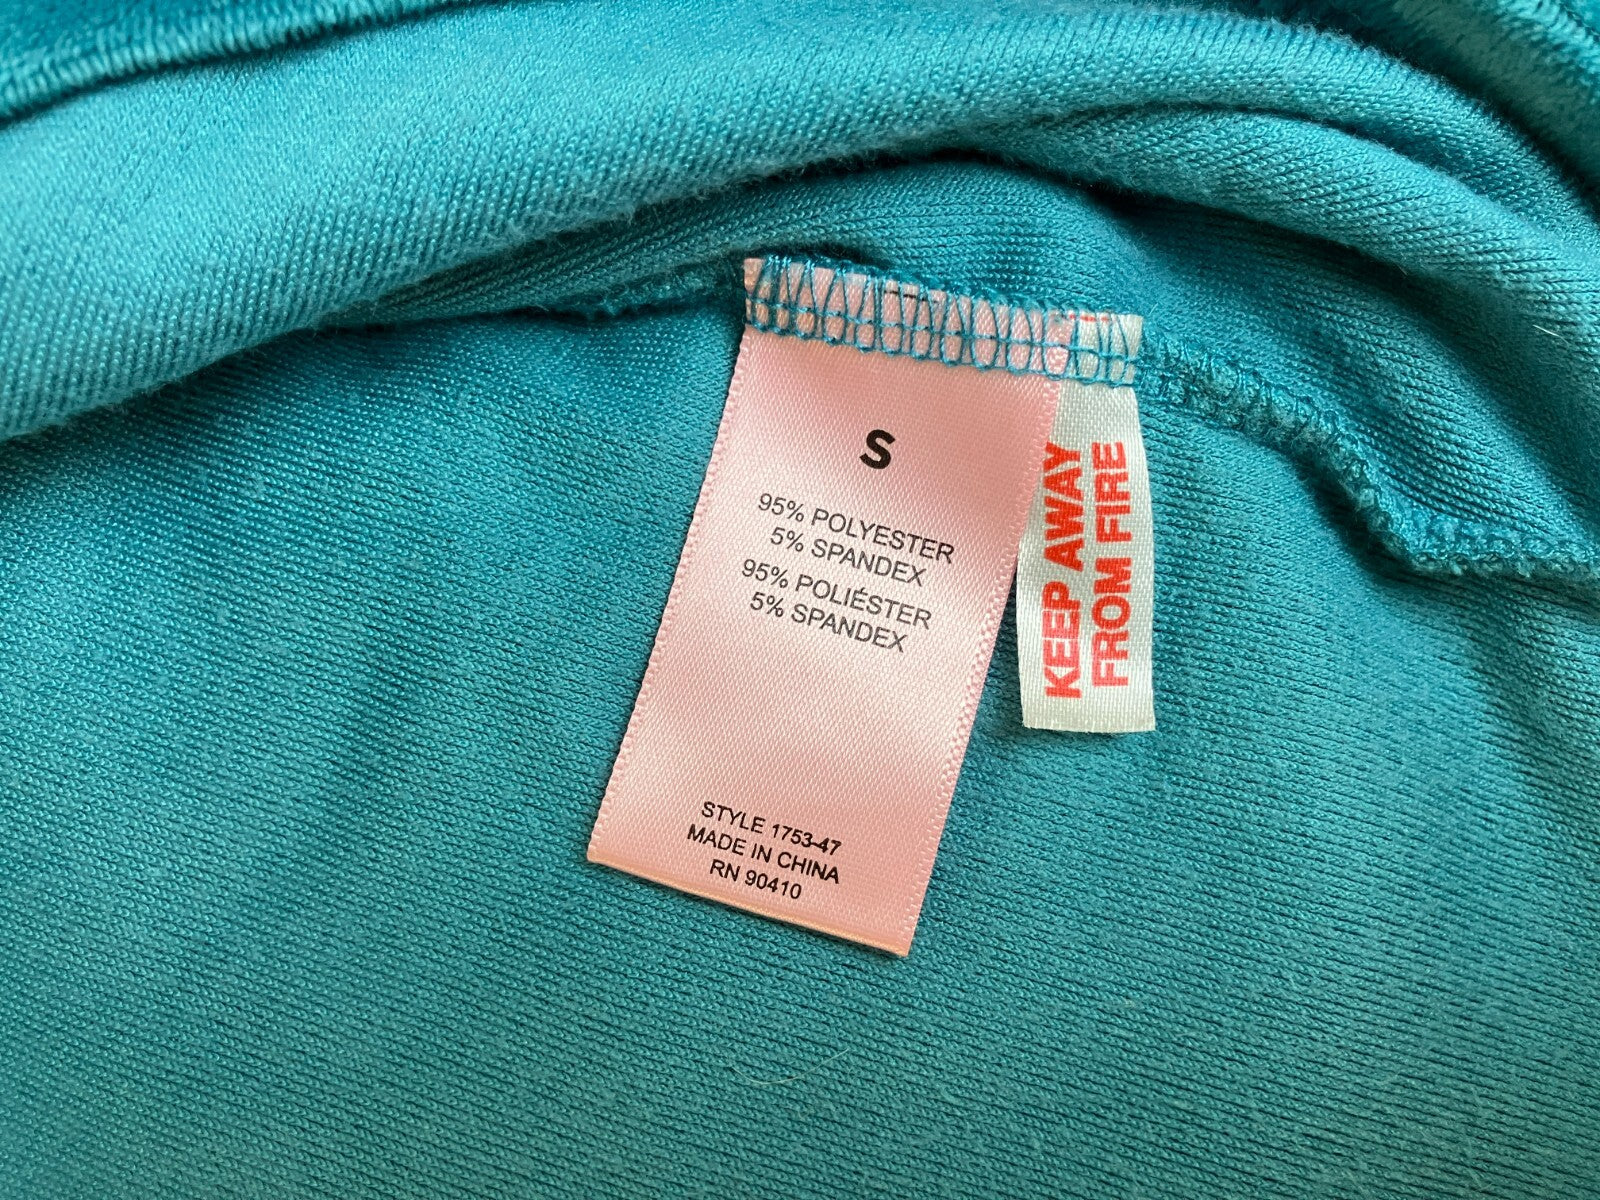 S
95% POLYESTER
5% SPANDEX
95% POLIÉSTER
5% SPANDEX
STYLE 1753-47
MADE IN CHINA
RN 90410
KEEP AWAY
FROM FIRE